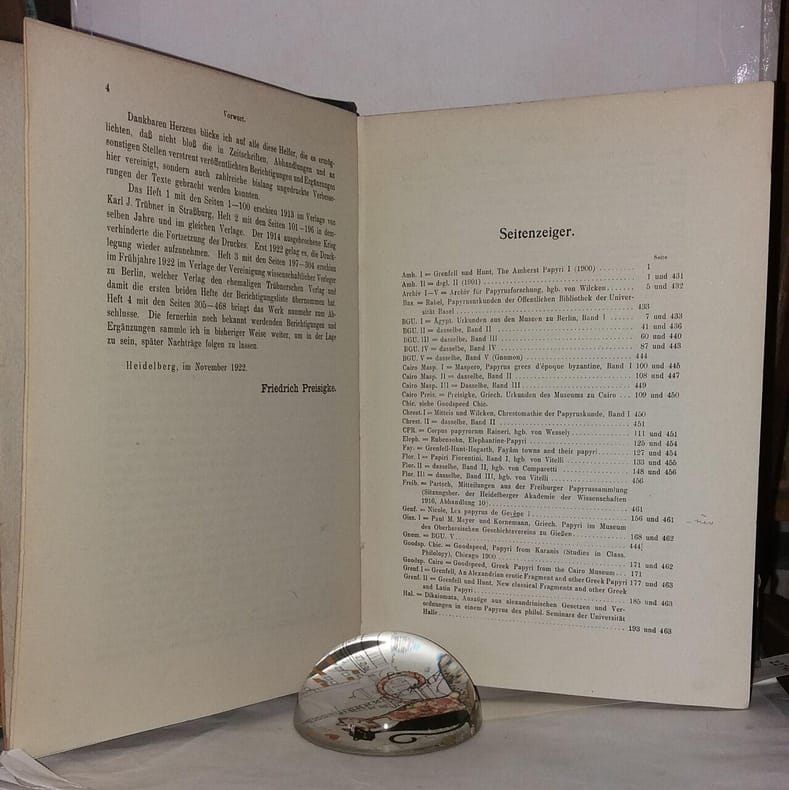 4
Vorwort.
Dankbaren Herzens blicke ich auf alle diese Helfer, die es ermög-
lichten, daß nicht bloß die in Zeitschriften, Abhandlungen und an
sonstigen Stellen verstreut veröffentlichten Berichtigungen und Ergänzungen
hier vereinigt, sondern auch zahlreiche bislang ungedruckte Verbesse-
rungen der Texte gebracht werden konnten.
Das Heft 1 mit den Seiten 1—100 erschien 1913 im Verlage von
Karl J. Trübner in Straßburg, Heft 2 mit den Seiten 101—196 in dem-
selben Jahre und im gleichen Verlage. Der 1914 ausgebrochene Krieg
verhinderte die Fortsetzung des Druckes. Erst 1922 gelang es, die Druck-
legung wieder aufzunehmen. Heft 3 mit den Seiten 197—304 erschien
im Frühjahre 1922 im Verlage der Vereinigung wissenschaftlicher Verleger
zu Berlin, welcher Verlag den ehemaligen Trübnerschen Verlag und
damit die ersten beiden Hefte der Berichtigungsliste übernommen hat.
Heft 4 mit den Seiten 305—468 bringt das Werk nunmehr zum Ab-
schlusse. Die fernerhin noch bekannt werdenden Berichtigungen und
Ergänzungen sammle ich in bisheriger Weise weiter, um in der Lage
zu sein, später Nachträge folgen zu lassen.
Heidelberg, im November 1922.
Friedrich Preisigke.
Seitenzeiger.
Seite
Amh. I = Grenfell und Hunt, The Amherst Papyri I (1900) 1
Amh. II = dsgl. II (1901) 1 und 431
Archiv I—V = Archiv für Papyrusforschung, hgb. von Wilcken 5 und 432
Bas = Rabel, Papyrusurkunden der Öffentlichen Bibliothek der Univer-
sität Basel 433
BGU. I = Ägypt. Urkunden aus den Museen zu Berlin, Band I 7 und 433
BGU. II = dasselbe, Band II 41 und 436
BGU. III = dasselbe, Band III 60 und 440
BGU. IV = dasselbe, Band IV 87 und 443
BGU. V = dasselbe, Band V (Gnomon) 444
Cairo Masp. I = Maspero, Papyrus grecs d'époque byzantine, Band I 100 und 445
Cairo Masp. II = dasselbe, Band II 108 und 447
Cairo Masp. III = Dasselbe, Band III 449
Cairo Preis. = Preisigke, Griech. Urkunden des Museums zu Cairo 109 und 450
Chic. siehe Goodspeed Chic.
Chrest. I = Mitteis und Wilcken, Chrestomathie der Papyruskunde, Band I 450
Chrest. II = dasselbe, Band II 451
CPR. = Corpus papyrorum Raineri, hgb. von Wessely 111 und 451
Eleph. = Rubensohn, Elephantine-Papyri 125 und 454
Fay. = Grenfell-Hunt-Hogarth, Fayûm towns and their papyri 127 und 454
Flor. I = Papiri Fiorentini, Band I, hgb. von Vitelli 133 und 455
Flor. II = dasselbe, Band II, hgb. von Comparetti 148 und 456
Flor. III = dasselbe, Band III, hgb. von Vitelli 456
Freib. = Partsch, Mitteilungen aus der Freiburger Papyrussammlung
(Sitzungsber. der Heidelberger Akademie der Wissenschaften
1916, Abhandlung 10) 461
Genf. = Nicole, Les papyrus de Genève I 156 und 461
Giss. I = Paul M. Meyer und Kornemann, Griech. Papyri im Museum
des Oberhessischen Geschichtsvereins zu Gießen 168 und 462
Gnom. = BGU. V. 444
Goodsp. Chic. = Goodspeed, Papyri from Karanis (Studies in Class.
Philology), Chicago 1900 171 und 462
Goodsp. Cairo = Goodspeed, Greek Papyri from the Cairo Museum 171
Grenf. I = Grenfell, An Alexandrian erotic Fragment and other Greek Papyri 177 und 463
Grenf. II = Grenfell und Hunt, New classical Fragments and other Greek
and Latin Papyri 185 und 463
Hal. = Dikaiomata, Auszüge aus alexandrinischen Gesetzen und Ver-
ordnungen in einem Papyrus des philol. Seminars der Universität
Halle 193 und 463